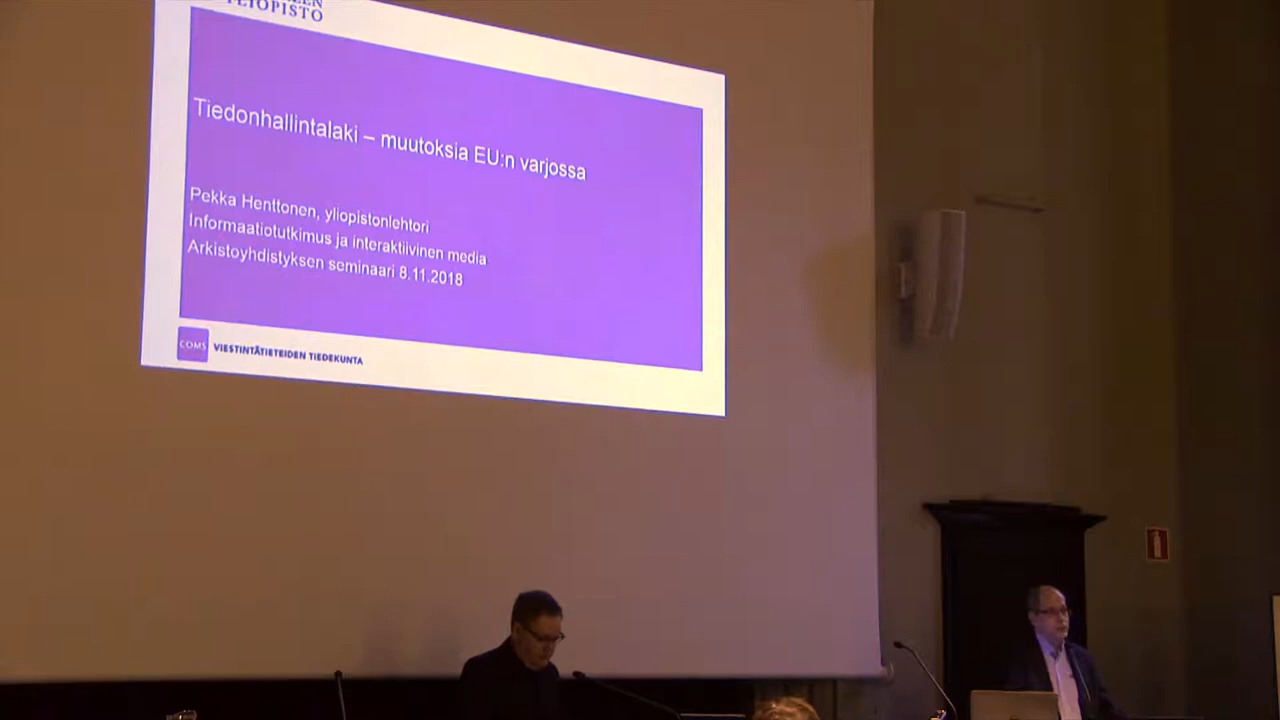 YLIOPISTO
Tiedonhallintalaki – muutoksia EU:n varjossa
Pekka Henttonen, yliopistonlehtori
Informaatiotutkimus ja interaktiivinen media
Arkistoyhdistyksen seminaari 8.11.2018
COMS
VIESTINTÄTIETEIDEN TIEDEKUNTA